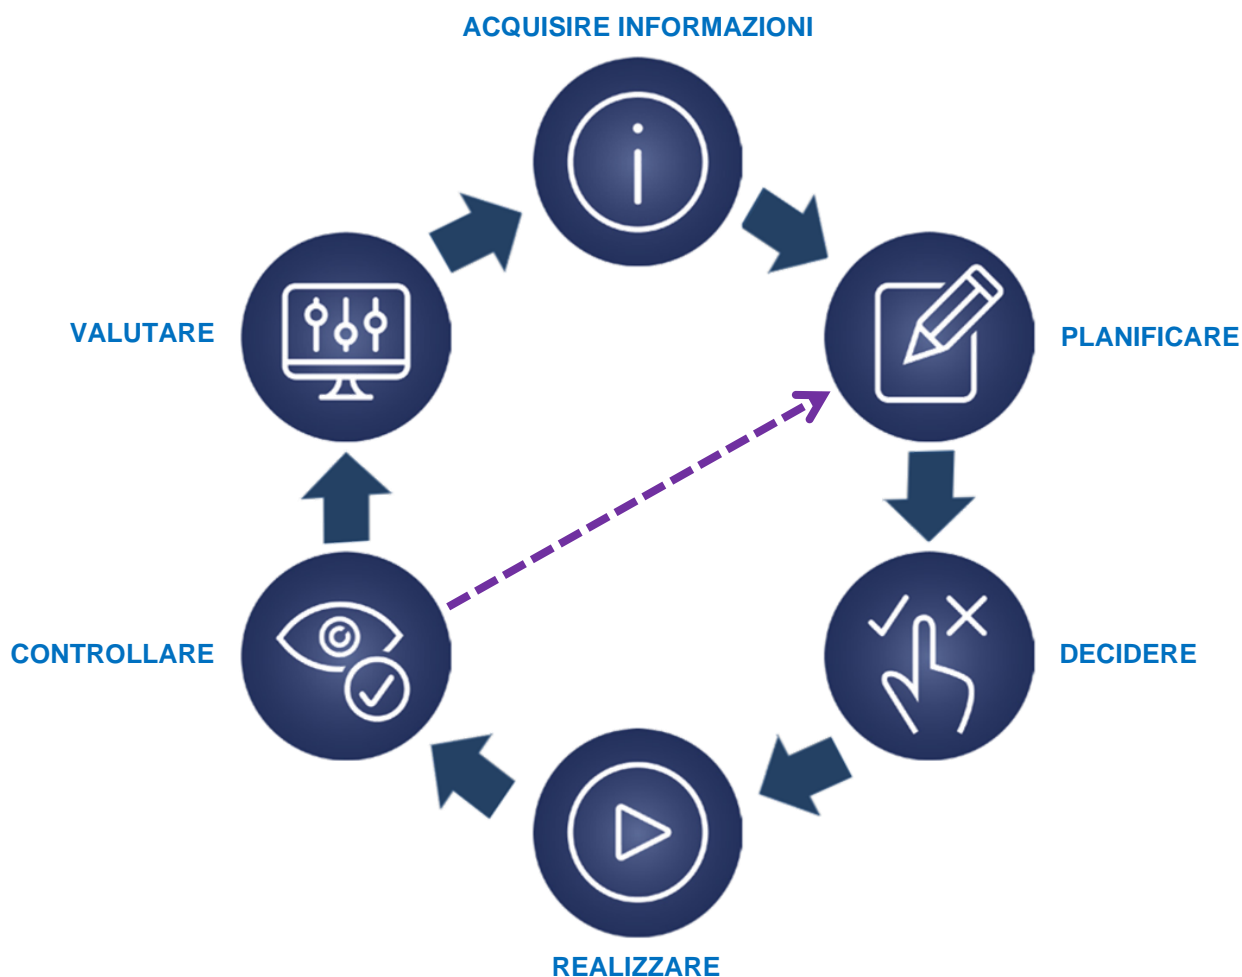 ACQUISIRE INFORMAZIONI
VALUTARE
PLANIFICARE
CONTROLLARE
DECIDERE
REALIZZARE